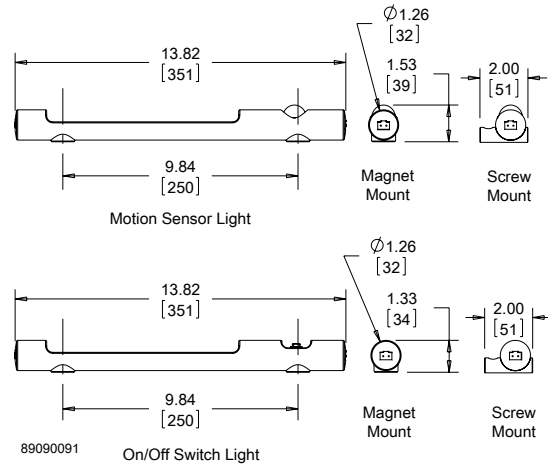 13.82
[351]
∅1.26
[32]
1.53
[39]
2.00
[51]
9.84
[250]
Magnet
Mount
Screw
Mount
Motion Sensor Light
13.82
[351]
∅1.26
[32]
1.33
[34]
2.00
[51]
9.84
[250]
Magnet
Mount
Screw
Mount
89090091
On/Off Switch Light